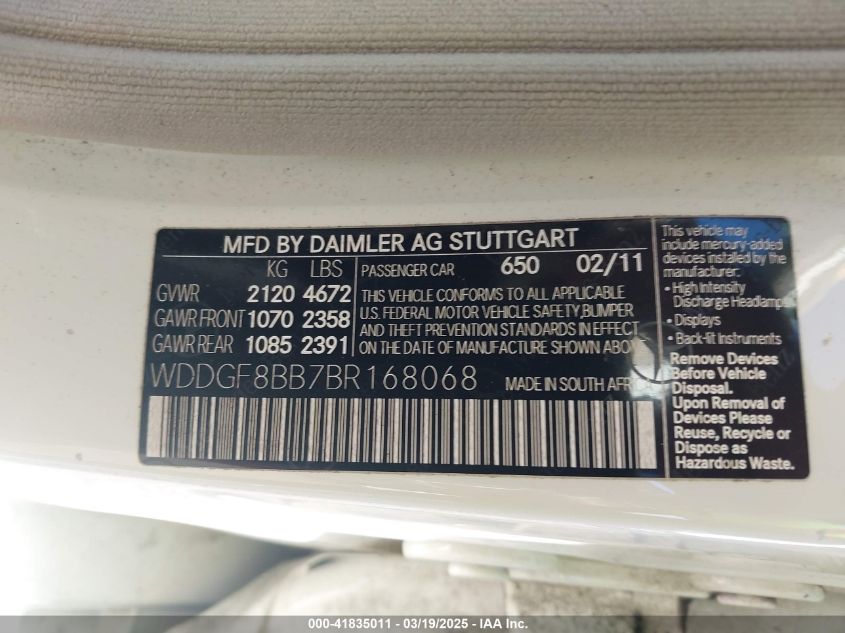 MFD BY DAIMLER AG STUTTGART
KG LBS
GVWR 2120 4672
GAWR FRONT 1070 2358
GAWR REAR 1085 2391
PASSENGER CAR 650 02/11
THIS VEHICLE CONFORMS TO ALL APPLICABLE
U.S. FEDERAL MOTOR VEHICLE SAFETY, BUMPER
AND THEFT PREVENTION STANDARDS IN EFFECT
ON THE DATE OF MANUFACTURE SHOWN ABOVE.
WDDGF8BB7BR168068 MADE IN SOUTH AFRICA
This vehicle may
include mercury-added
devices installed by the
manufacturer:
• High Intensity
Discharge Headlamps
• Displays
• Back-lit Instruments
Remove Devices
Before Vehicle
Disposal.
Upon Removal of
Devices Please
Reuse, Recycle or
Dispose as
Hazardous Waste.
000-41835011 - 03/19/2025 - IAA Inc.